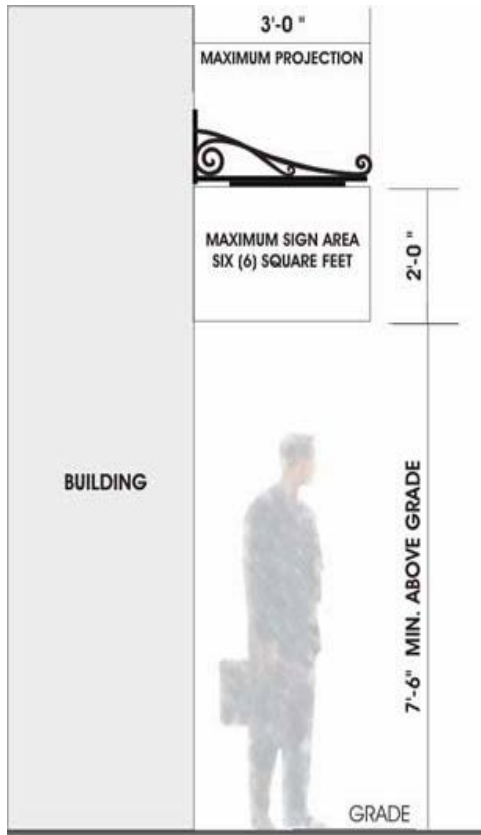 3'-0 "
MAXIMUM PROJECTION
MAXIMUM SIGN AREA
SIX (6) SQUARE FEET
2'-0 "
BUILDING
7'-6" MIN. ABOVE GRADE
GRADE